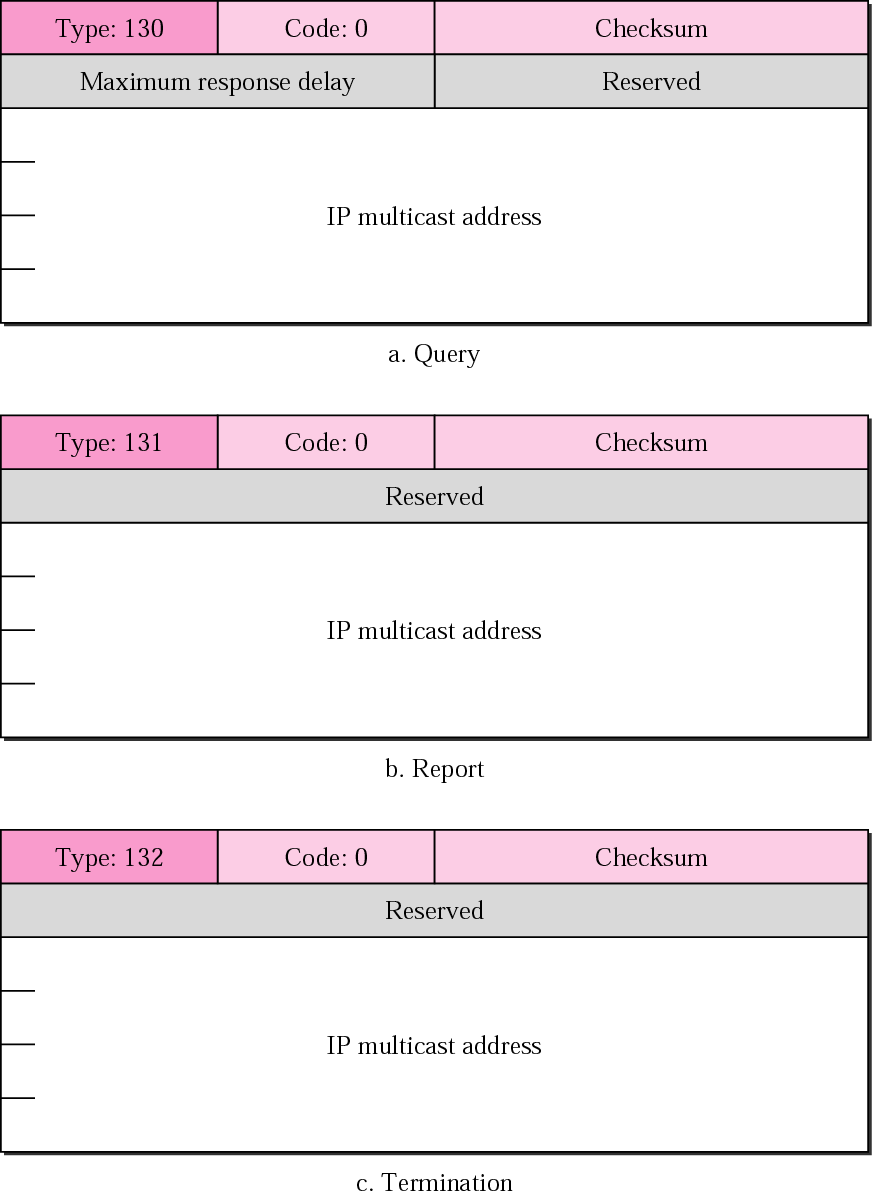 Type: 130 Code: 0 Checksum
Maximum response delay Reserved
IP multicast address
a. Query
Type: 131 Code: 0 Checksum
Reserved
IP multicast address
b. Report
Type: 132 Code: 0 Checksum
Reserved
IP multicast address
c. Termination